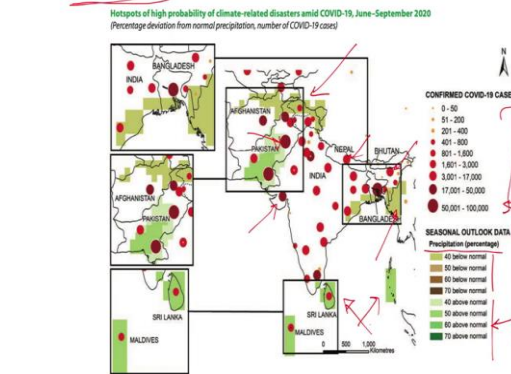 Hotspots of high probability of climate-related disasters amid COVID-19, June–September 2020
(Percentage deviation from normal precipitation, number of COVID-19 cases)
N
BANGLADESH
INDIA
AFGHANISTAN
PAKISTAN
NEPAL
BHUTAN
INDIA
BANGLADE
AFGHANISTAN
PAKISTAN
SRI LANKA
MALDIVES
SRI LANKA
MALDIVES
0 500 1,000
Kilometres
CONFIRMED COVID-19 CASE
0 - 50
51 - 200
201 - 400
401 - 800
801 - 1,600
1,601 - 3,000
3,001 - 17,000
17,001 - 50,000
50,001 - 100,000
SEASONAL OUTLOOK DATA
Precipitation (percentage)
40 below normal
50 below normal
60 below normal
70 below normal
40 above normal
50 above normal
60 above normal
70 above normal